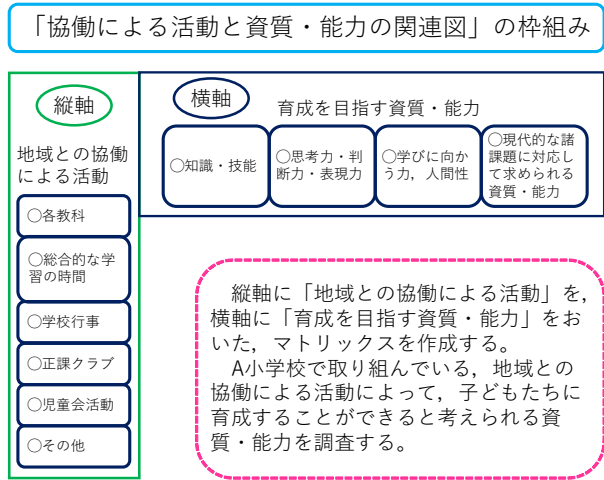 「協働による活動と資質・能力の関連図」の枠組み
縦軸
地域との協働
による活動
○各教科
○総合的な学
習の時間
○学校行事
○正課クラブ
○児童会活動
○その他
横軸
育成を目指す資質・能力
○知識・技能
○思考力・判
断力・表現力
○学びに向か
う力，人間性
○現代的な諸
課題に対応し
て求められる
資質・能力
縦軸に「地域との協働による活動」を，
横軸に「育成を目指す資質・能力」をお
いた，マトリックスを作成する。
A小学校で取り組んでいる，地域との
協働による活動によって，子どもたちに
育成することができると考えられる資
質・能力を調査する。